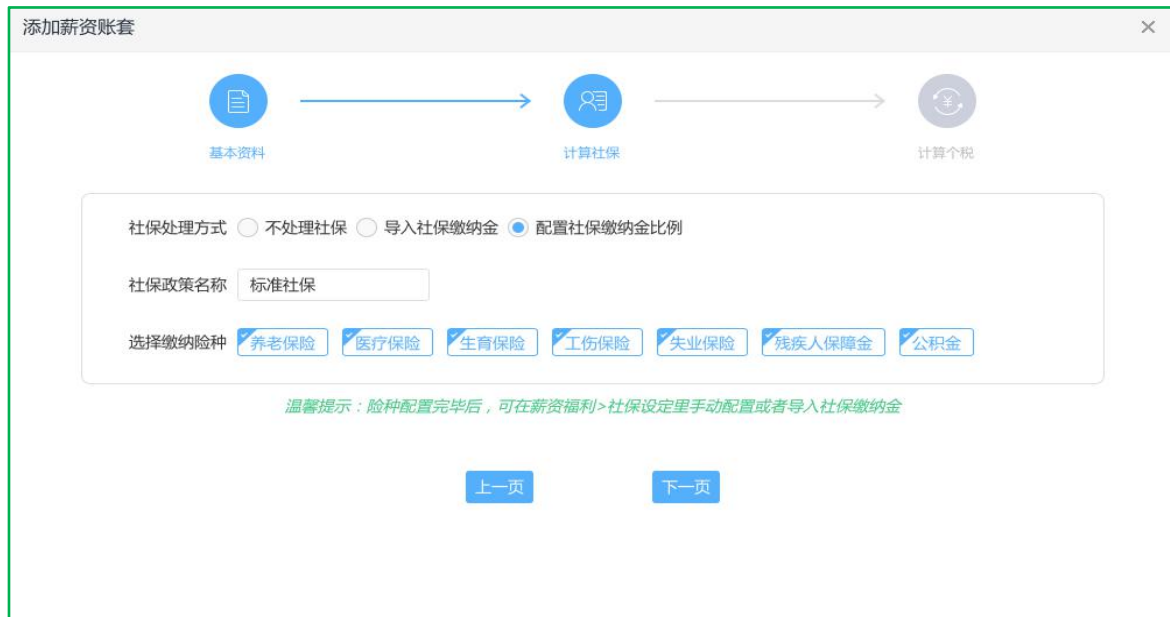 添加薪资账套
基本资料 计算社保 计算个税
社保处理方式 不处理社保 导入社保缴纳金 配置社保缴纳金比例
社保政策名称 标准社保
选择缴纳险种 养老保险 医疗保险 生育保险 工伤保险 失业保险 残疾人保障金 公积金
温馨提示：险种配置完毕后，可在薪资福利>社保设定里手动配置或者导入社保缴纳金
上一页 下一页